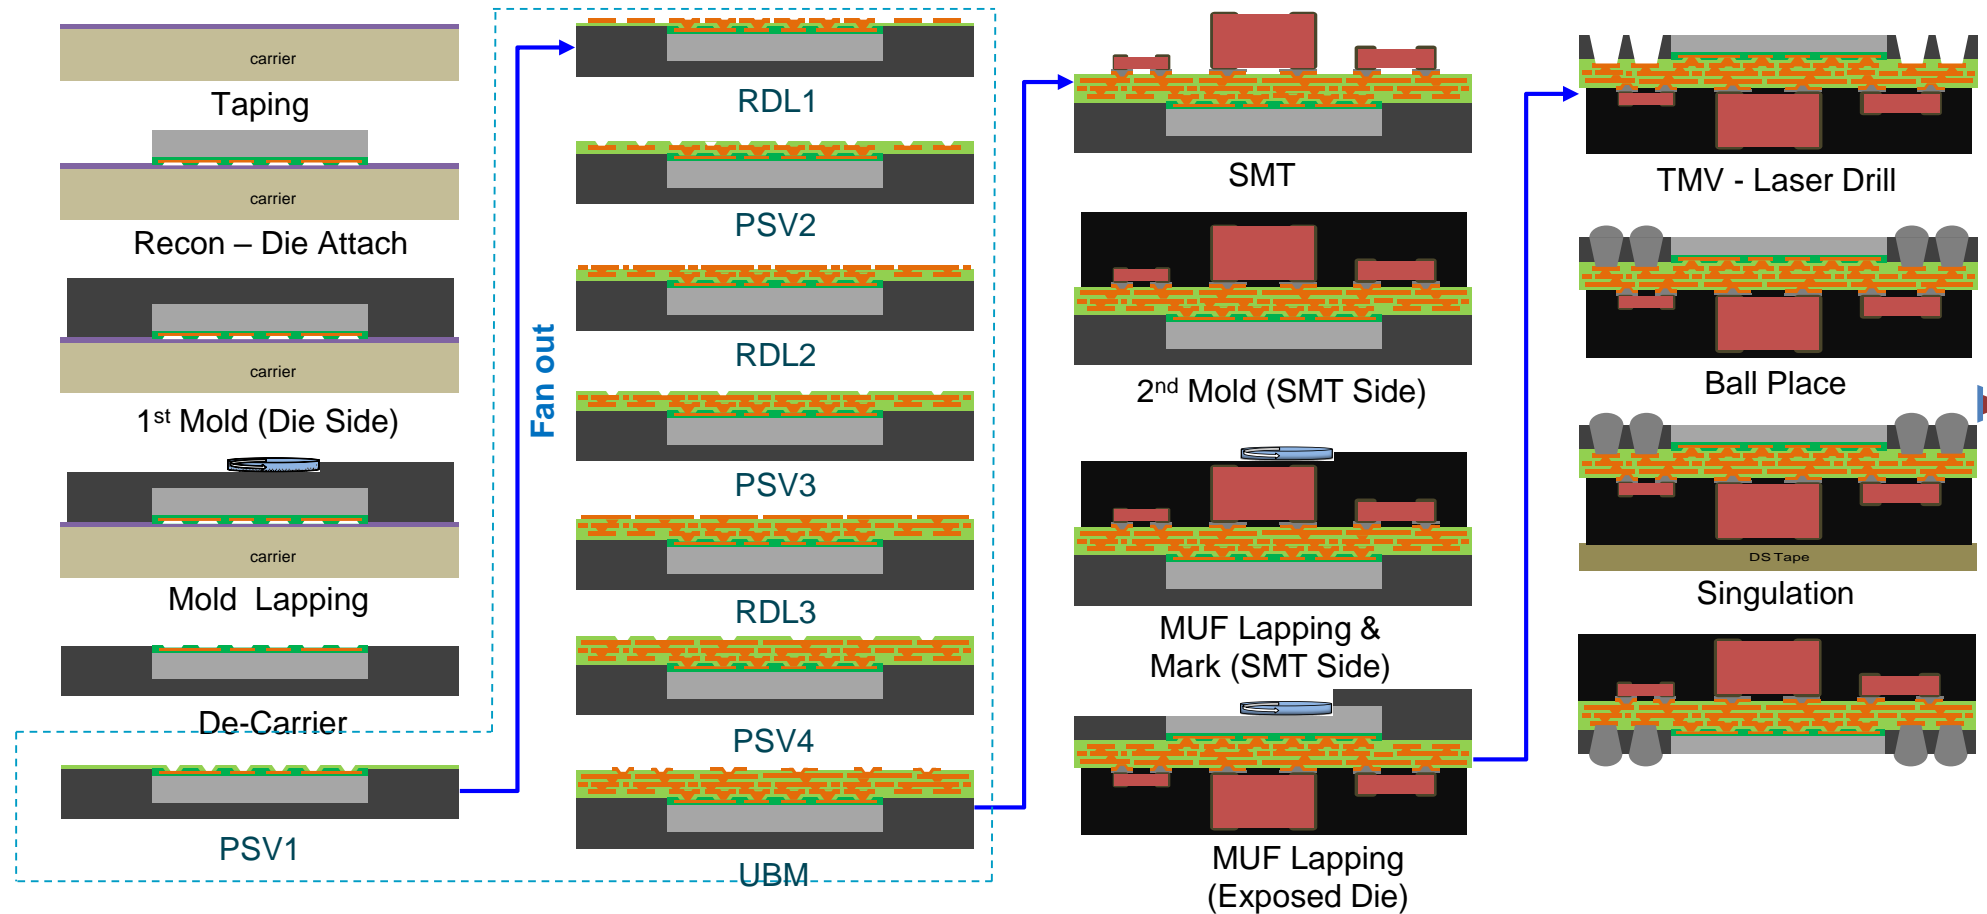 carrier
Taping
carrier
Recon – Die Attach
carrier
1st Mold (Die Side)
carrier
Mold Lapping
De-Carrier
PSV1
Fan out
RDL1
PSV2
RDL2
PSV3
RDL3
PSV4
UBM
SMT
2nd Mold (SMT Side)
MUF Lapping &
Mark (SMT Side)
MUF Lapping
(Exposed Die)
TMV - Laser Drill
Ball Place
DS Tape
Singulation